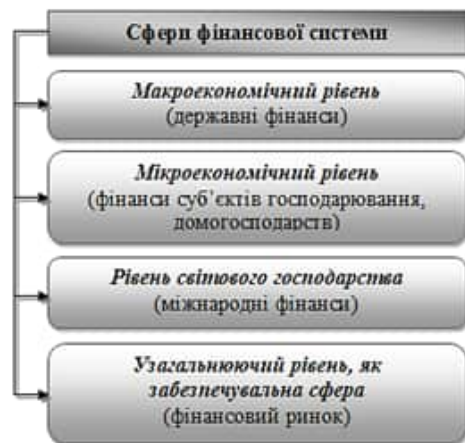 Сфери фінансової системи
Макроекономічний рівень
(державні фінанси)
Мікроекономічний рівень
(фінанси суб’єктів господарювання,
домогосподарств)
Рівень світового господарства
(міжнародні фінанси)
Узагальнюючий рівень, як
забезпечувальна сфера
(фінансовий ринок)